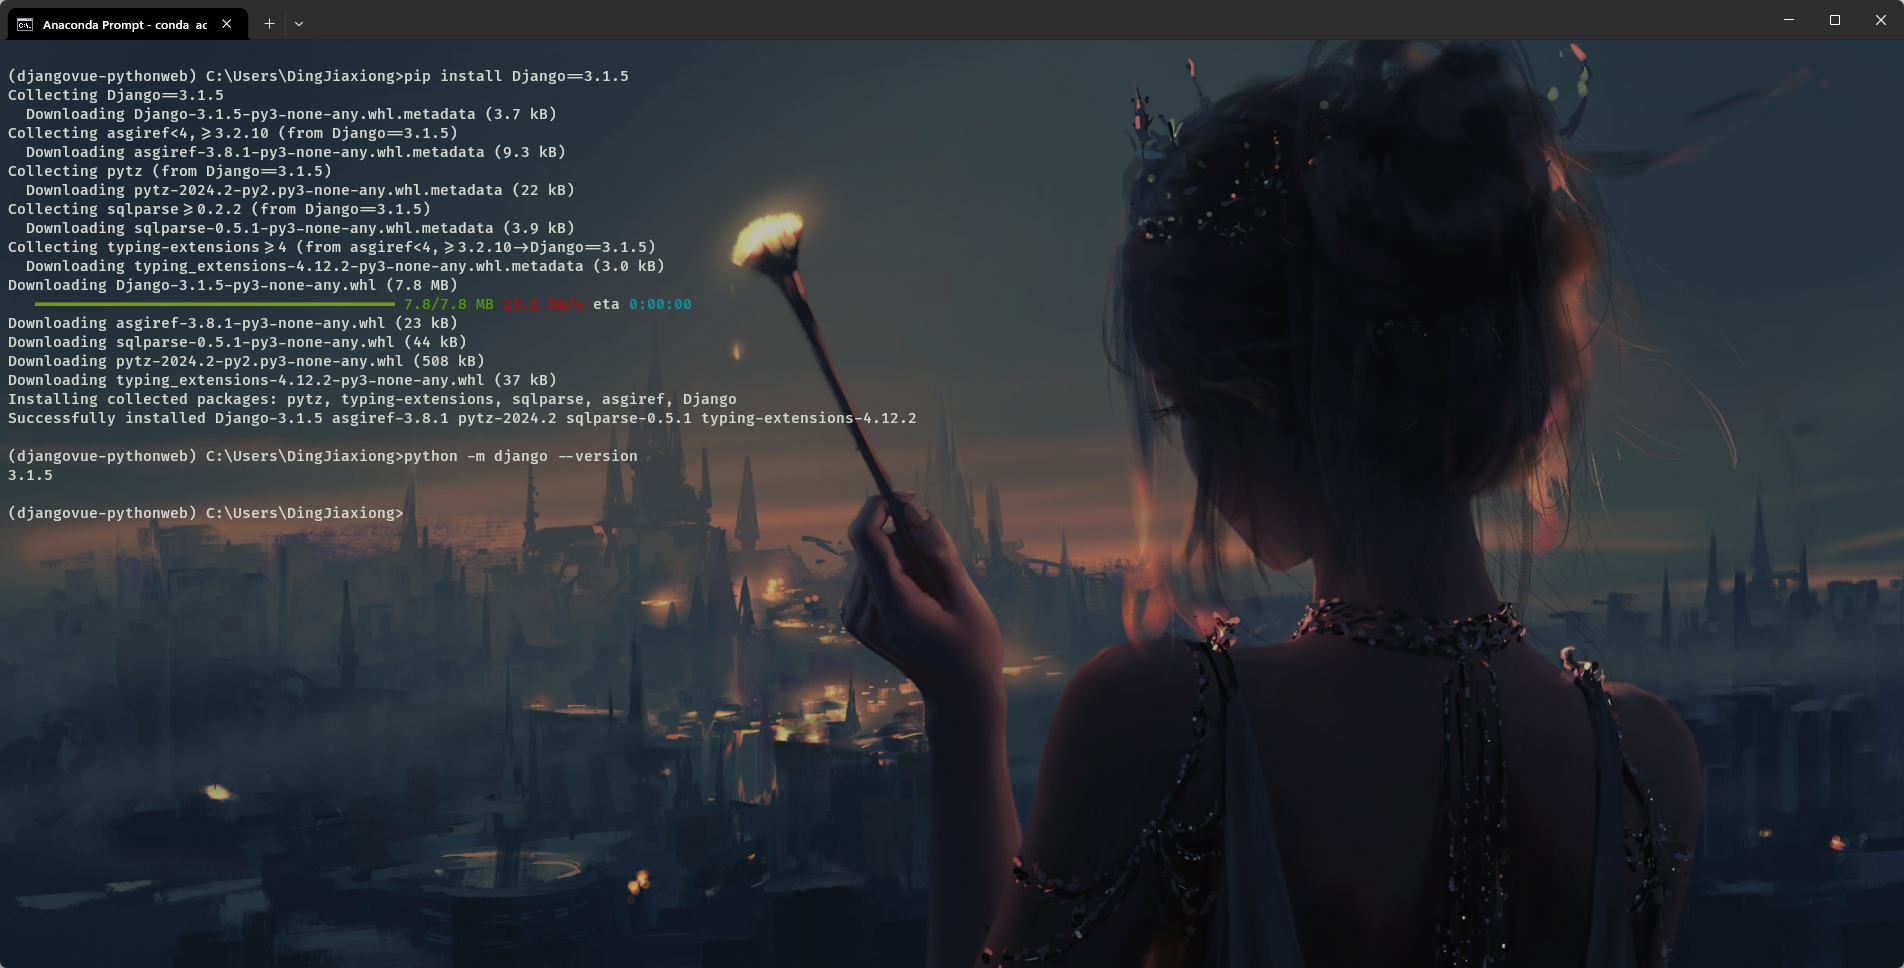 Anaconda Prompt - conda ac
(djangovue-pythonweb) C:\Users\DingJiaxiong>pip install Django==3.1.5
Collecting Django==3.1.5
Downloading Django-3.1.5-py3-none-any.whl.metadata (3.7 kB)
Collecting asgiref<4,>=3.2.10 (from Django==3.1.5)
Downloading asgiref-3.8.1-py3-none-any.whl.metadata (9.3 kB)
Collecting pytz (from Django==3.1.5)
Downloading pytz-2024.2-py2.py3-none-any.whl.metadata (22 kB)
Collecting sqlparse>=0.2.2 (from Django==3.1.5)
Downloading sqlparse-0.5.1-py3-none-any.whl.metadata (3.9 kB)
Collecting typing-extensions>=4 (from asgiref<4,>=3.2.10->Django==3.1.5)
Downloading typing_extensions-4.12.2-py3-none-any.whl.metadata (3.0 kB)
Downloading Django-3.1.5-py3-none-any.whl (7.8 MB)
7.8/7.8 MB 23.1 MB/s eta 0:00:00
Downloading asgiref-3.8.1-py3-none-any.whl (23 kB)
Downloading sqlparse-0.5.1-py3-none-any.whl (44 kB)
Downloading pytz-2024.2-py2.py3-none-any.whl (508 kB)
Downloading typing_extensions-4.12.2-py3-none-any.whl (37 kB)
Installing collected packages: pytz, typing-extensions, sqlparse, asgiref, Django
Successfully installed Django-3.1.5 asgiref-3.8.1 pytz-2024.2 sqlparse-0.5.1 typing-extensions-4.12.2
(djangovue-pythonweb) C:\Users\DingJiaxiong>python -m django --version
3.1.5
(djangovue-pythonweb) C:\Users\DingJiaxiong>